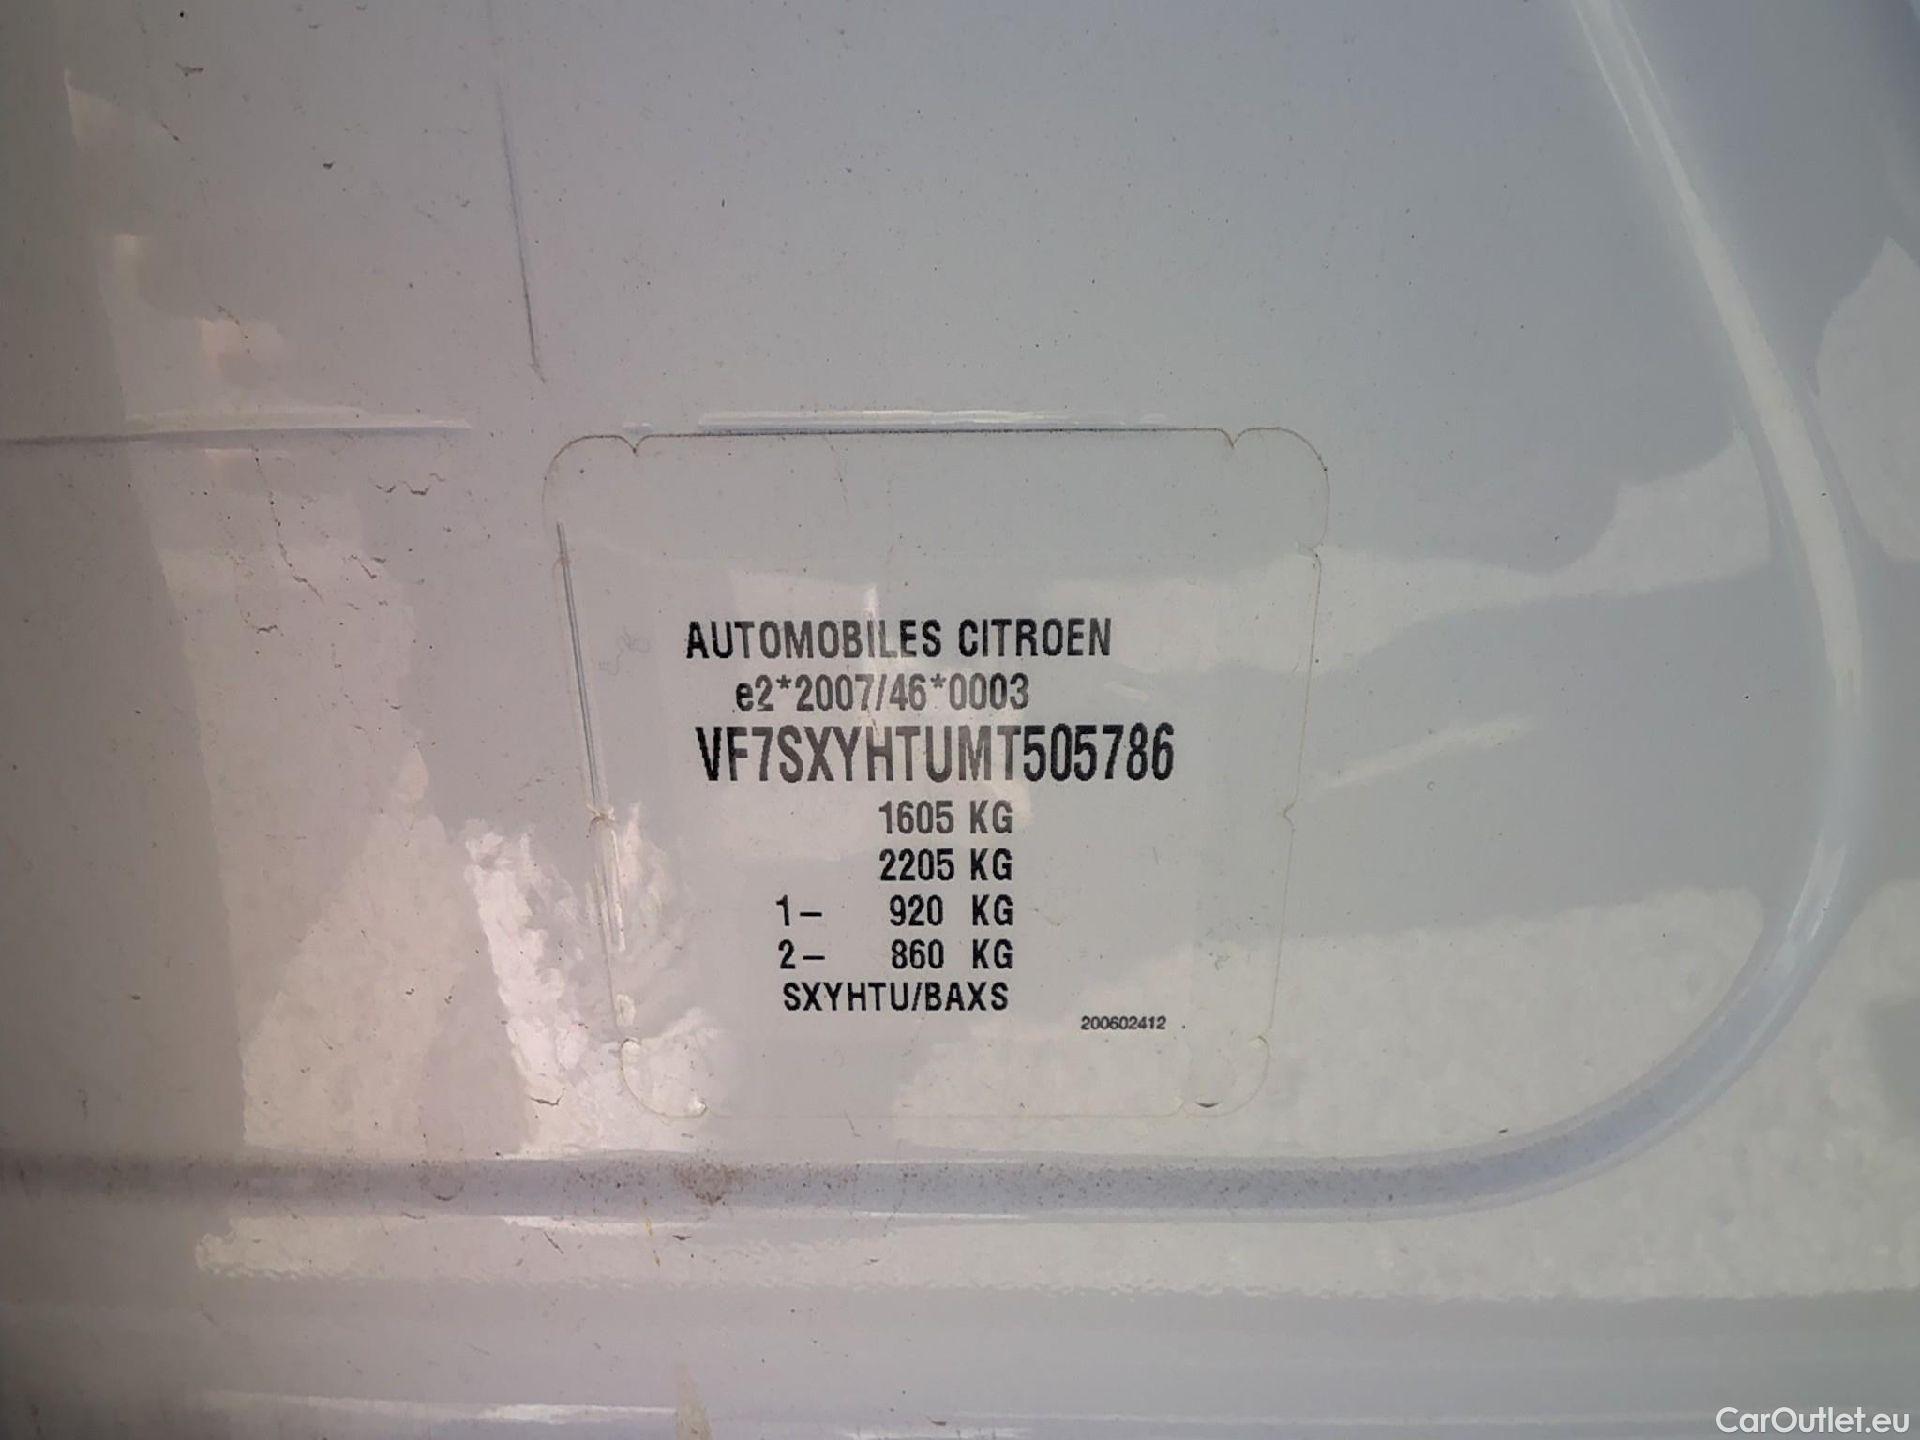 AUTOMOBILES CITROEN
e2*2007/46*0003
VF7SXYHTUMT505786
1605 KG
2205 KG
1– 920 KG
2– 860 KG
SXYHTU/BAXS
200602412
CarOutlet.eu